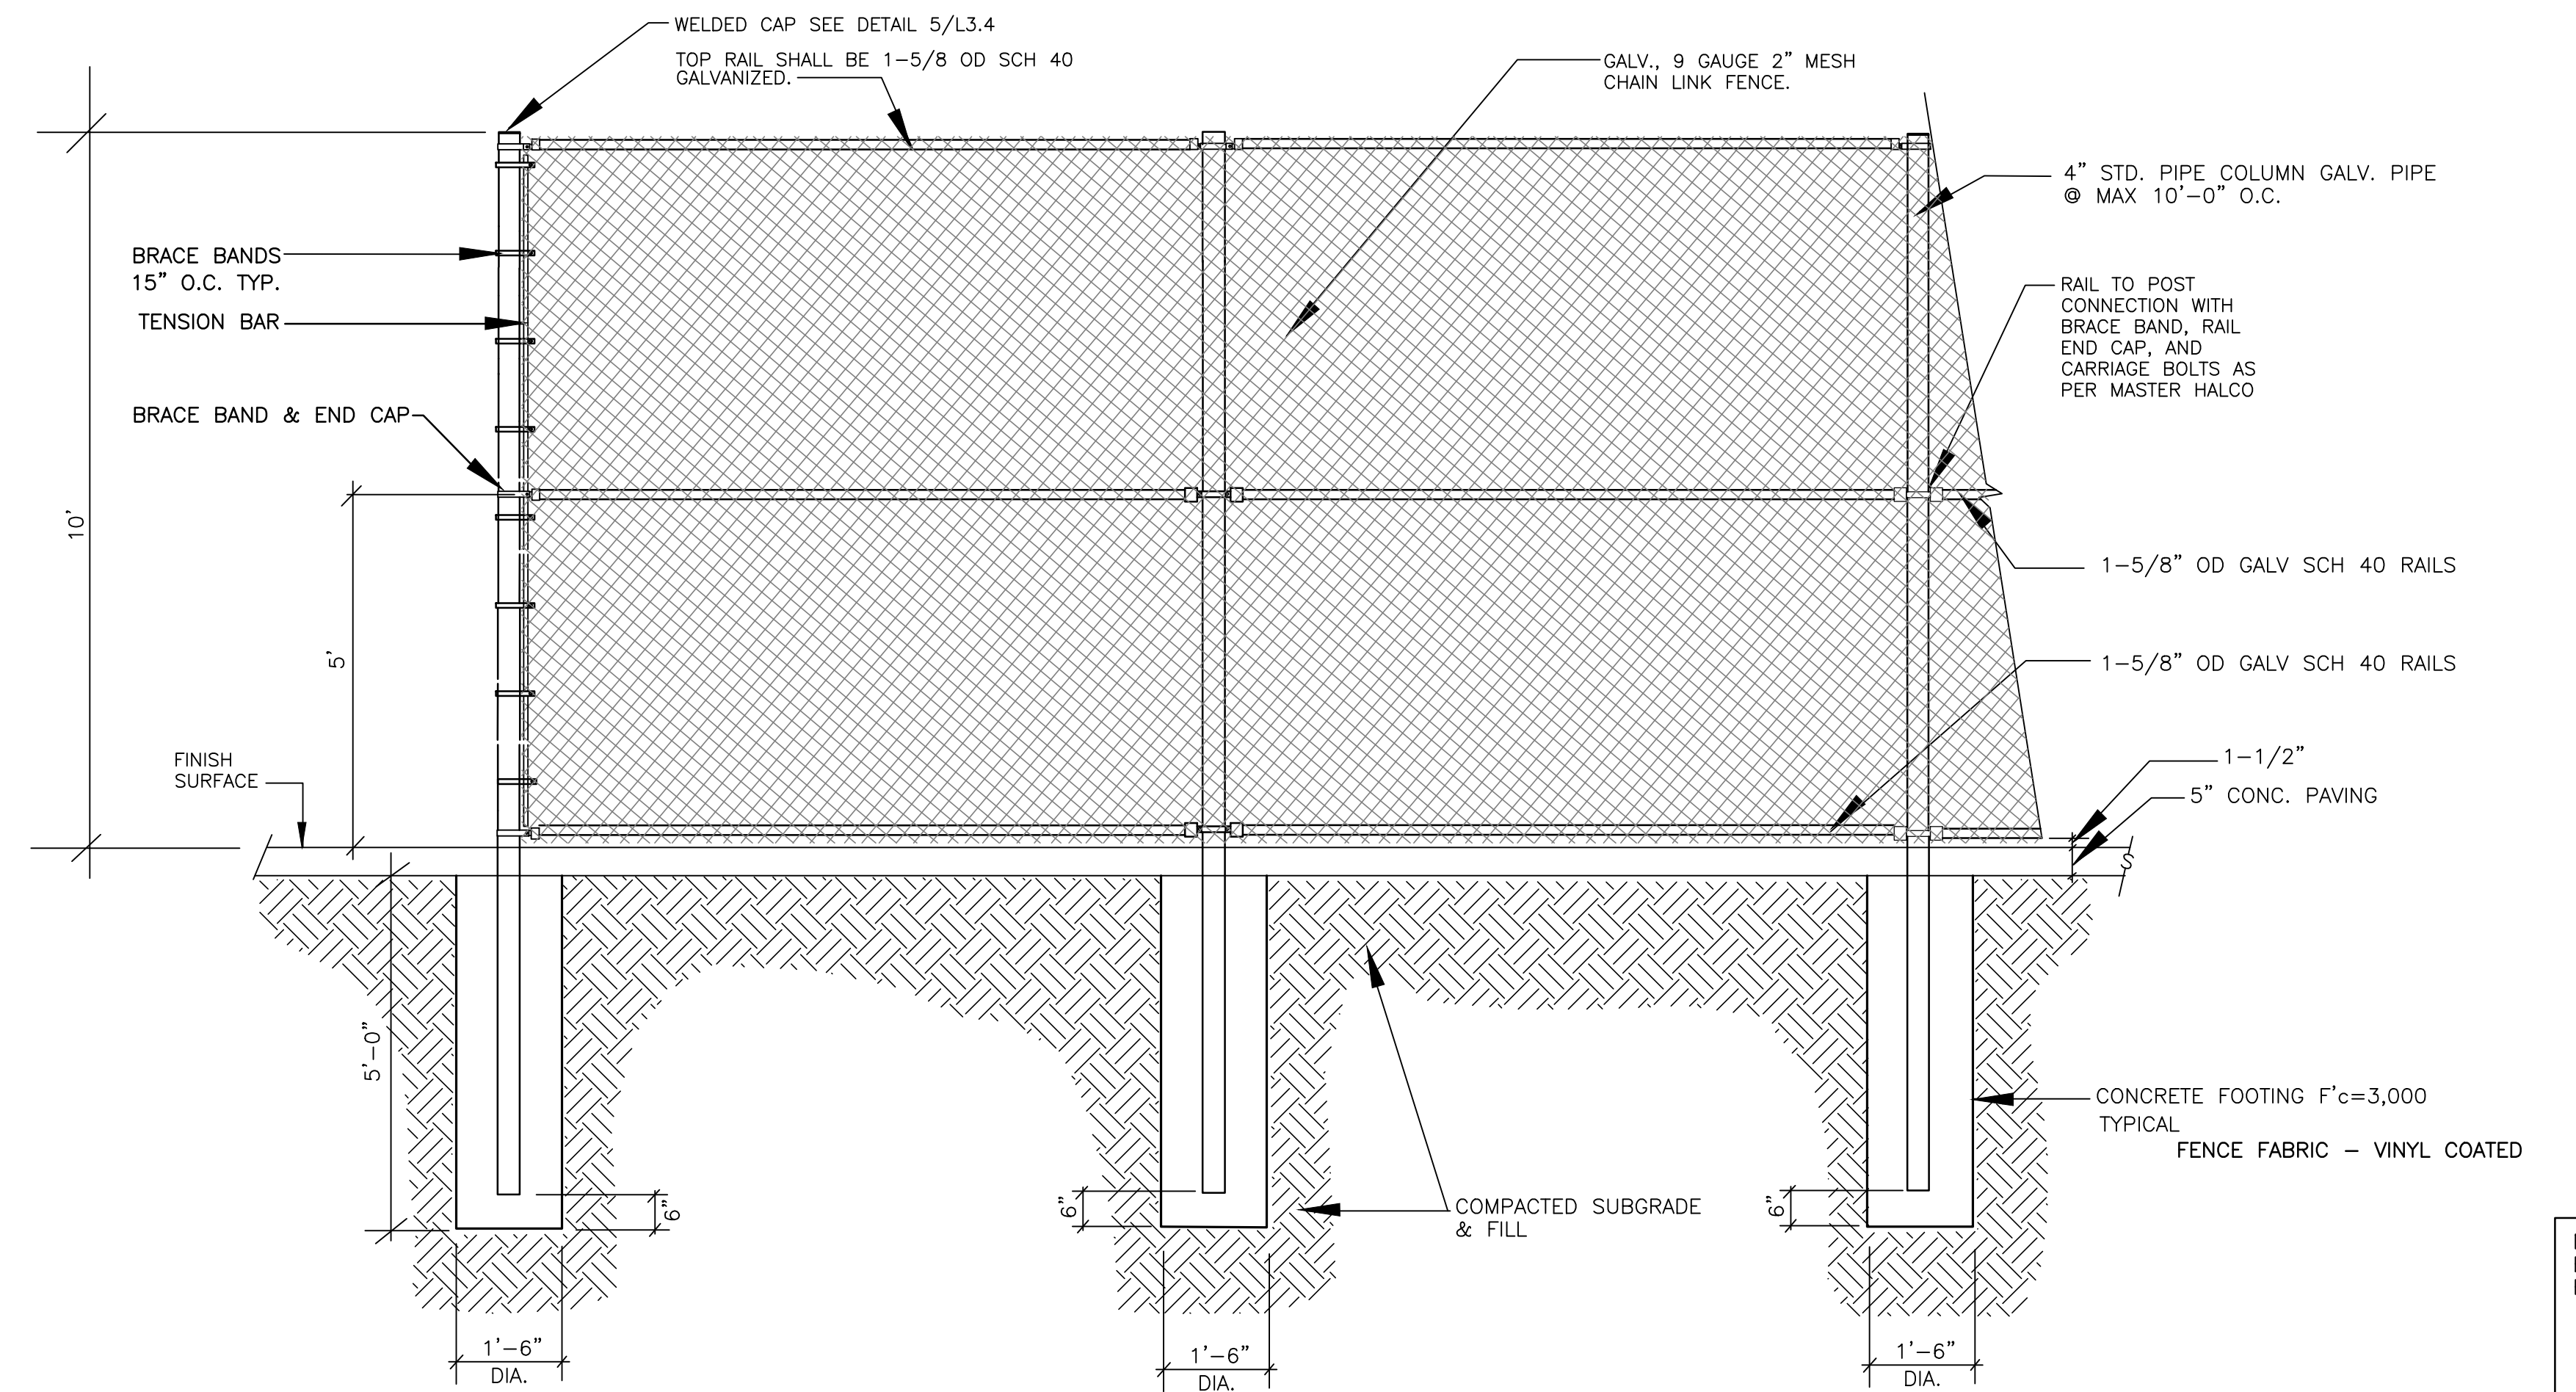 WELDED CAP SEE DETAIL 5/L3.4
TOP RAIL SHALL BE 1-5/8 OD SCH 40
GALVANIZED.
GALV., 9 GAUGE 2" MESH
CHAIN LINK FENCE.
4" STD. PIPE COLUMN GALV. PIPE
@ MAX 10'-0" O.C.
BRACE BANDS
15" O.C. TYP.
TENSION BAR
RAIL TO POST
CONNECTION WITH
BRACE BAND, RAIL
END CAP, AND
CARRIAGE BOLTS AS
PER MASTER HALCO
BRACE BAND & END CAP
10'
5'
1-5/8" OD GALV SCH 40 RAILS
1-5/8" OD GALV SCH 40 RAILS
FINISH
SURFACE
1-1/2"
5" CONC. PAVING
S
5'-0"
CONCRETE FOOTING F'c=3,000
TYPICAL
FENCE FABRIC - VINYL COATED
6"
6"
6"
COMPACTED SUBGRADE
& FILL
1'-6"
DIA.
1'-6"
DIA.
1'-6"
DIA.